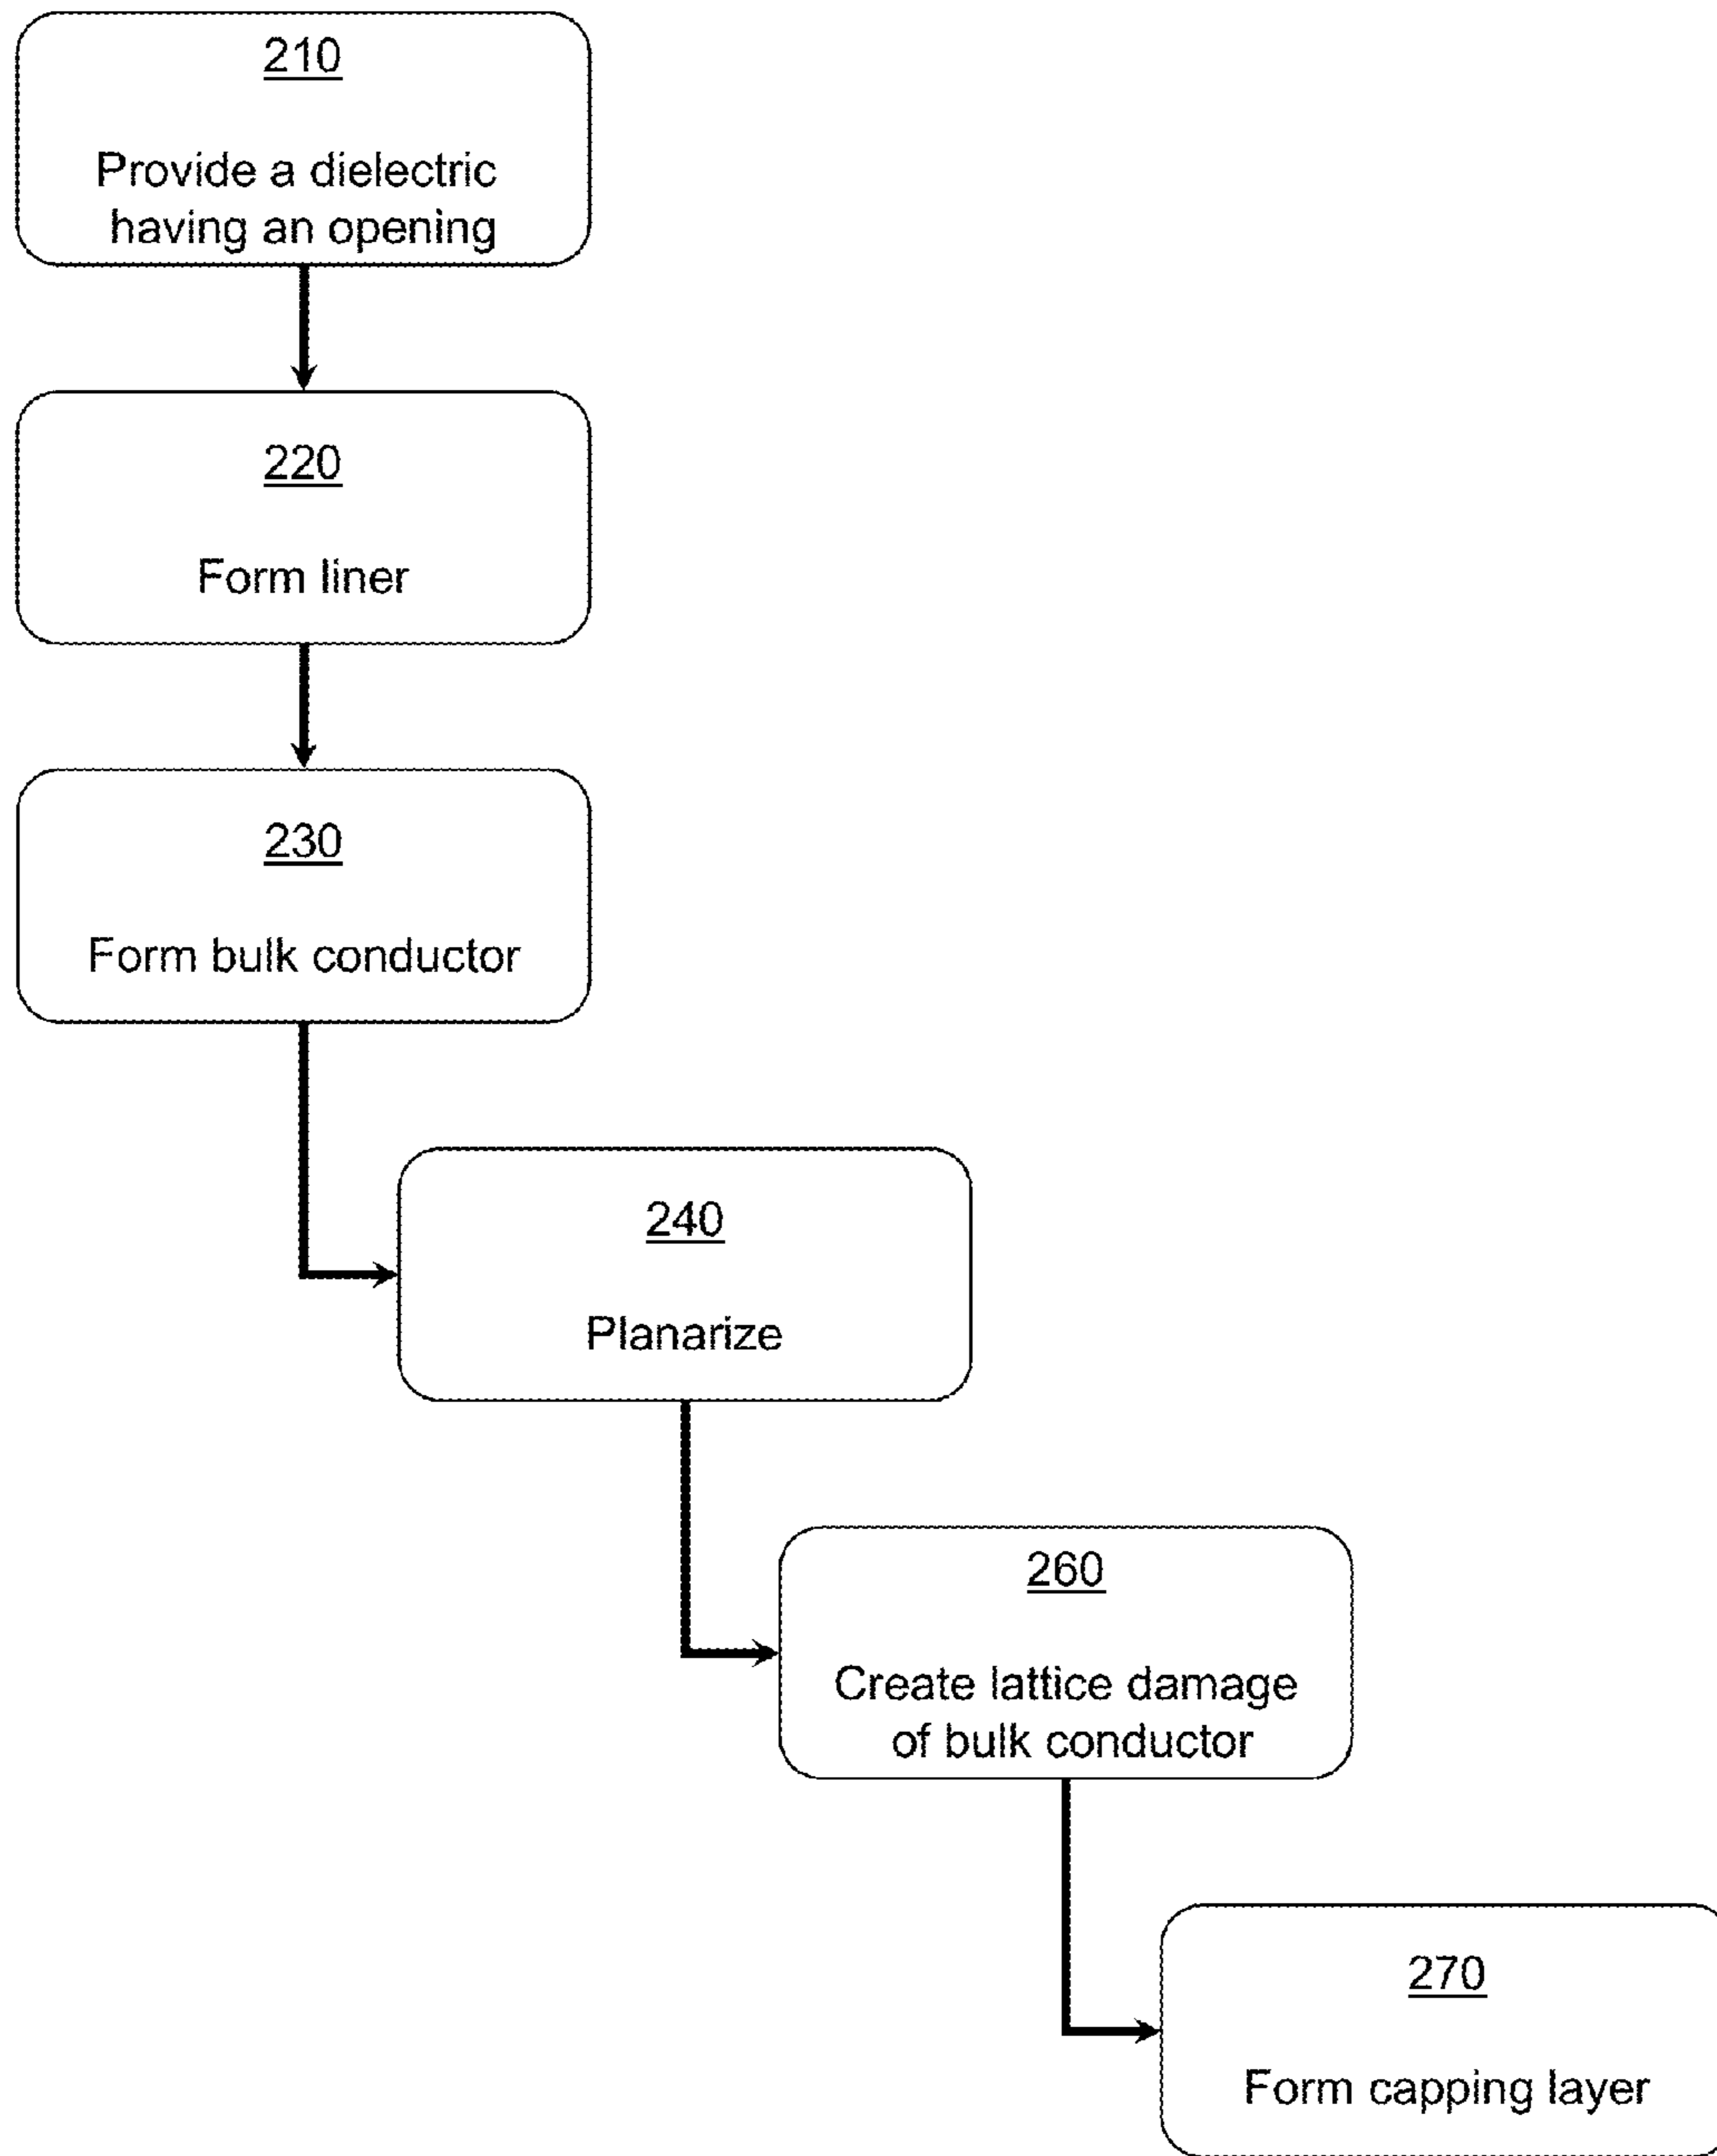 210
Provide a dielectric
having an opening
220
Form liner
230
Form bulk conductor
240
Planarize
260
Create lattice damage
of bulk conductor
270
Form capping layer